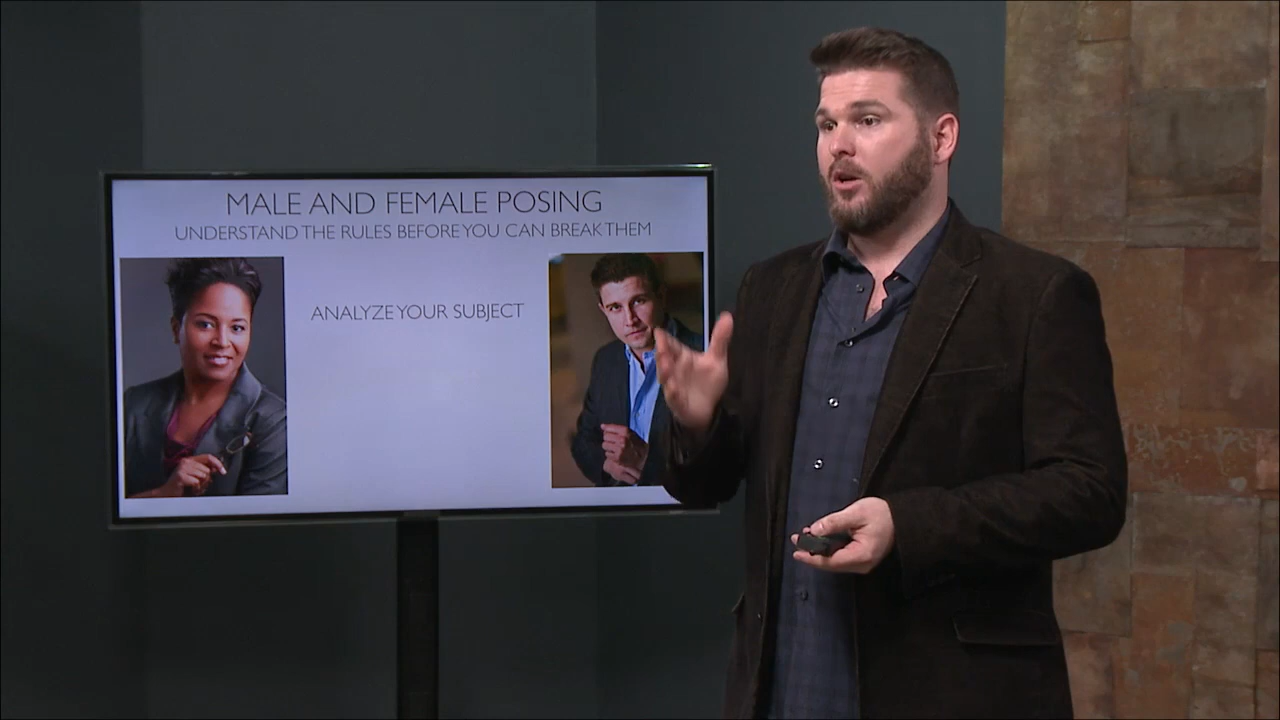 MALE AND FEMALE POSING
UNDERSTAND THE RULES BEFORE YOU CAN BREAK THEM
ANALYZE YOUR SUBJECT